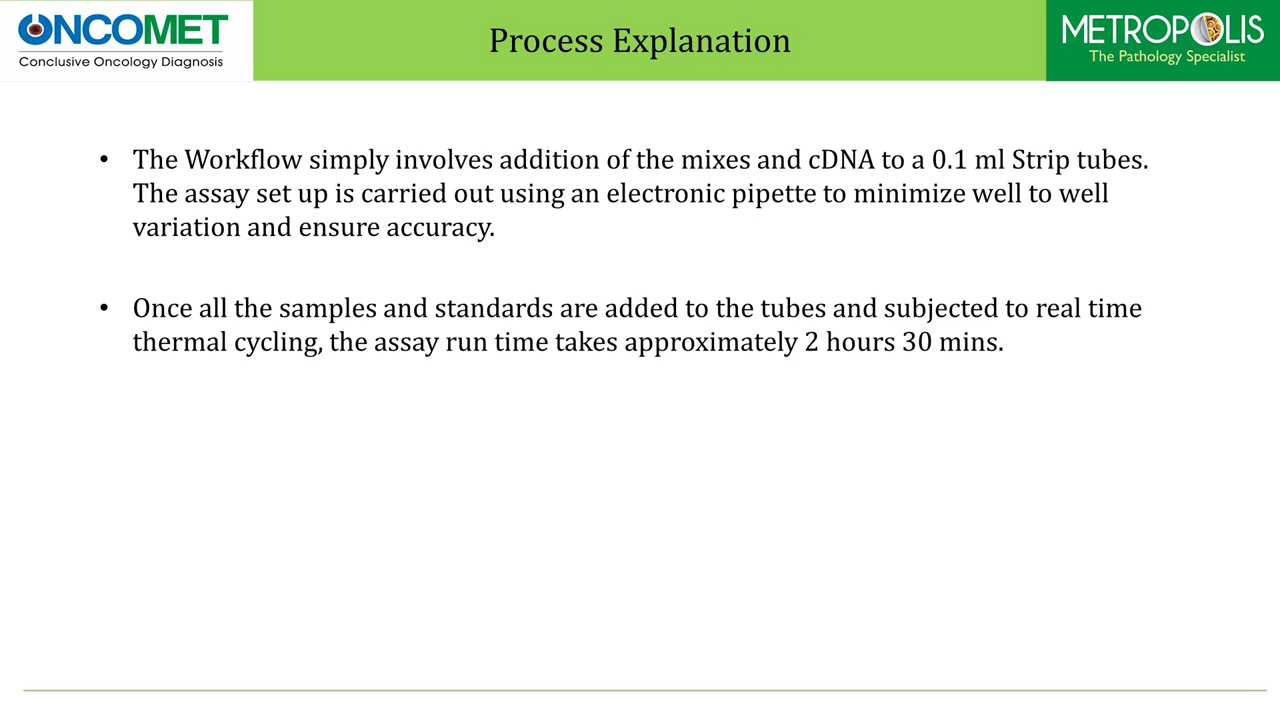 ONCOMET
Conclusive Oncology Diagnosis
Process Explanation
METROPOLIS
The Pathology Specialist
• The Workflow simply involves addition of the mixes and cDNA to a 0.1 ml Strip tubes.
The assay set up is carried out using an electronic pipette to minimize well to well
variation and ensure accuracy.
• Once all the samples and standards are added to the tubes and subjected to real time
thermal cycling, the assay run time takes approximately 2 hours 30 mins.